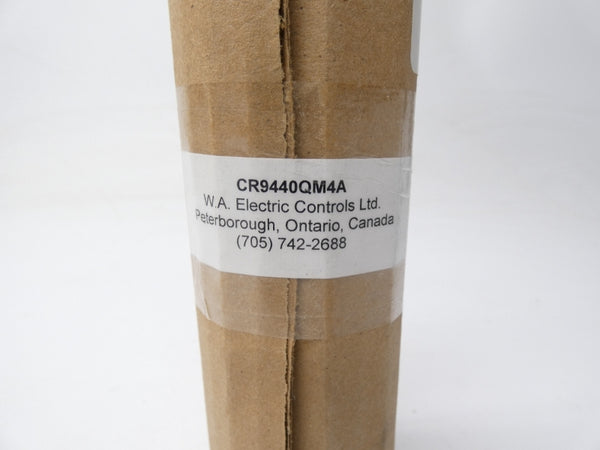 CR9440QM4A
W.A. Electric Controls Ltd.
Peterborough, Ontario, Canada
(705) 742-2688